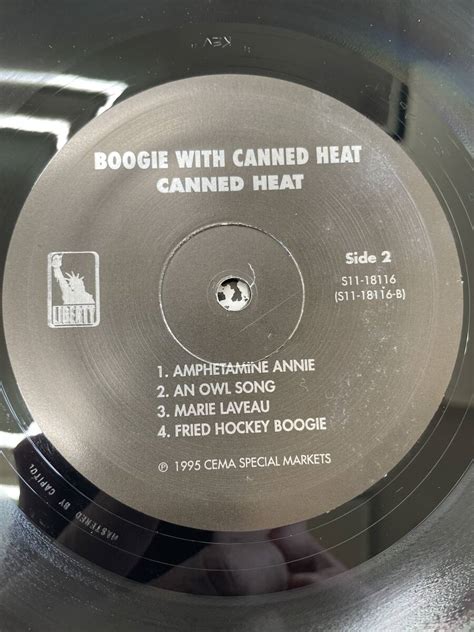 BOOGIE WITH CANNED HEAT
CANNED HEAT
LIBERTY
Side 2
S11-18116
(S11-18116-B)
1. AMPHETAMINE ANNIE
2. AN OWL SONG
3. MARIE LAVEAU
4. FRIED HOCKEY BOOGIE
℗ 1995 CEMA SPECIAL MARKETS
MASTERED BY CAPITOL